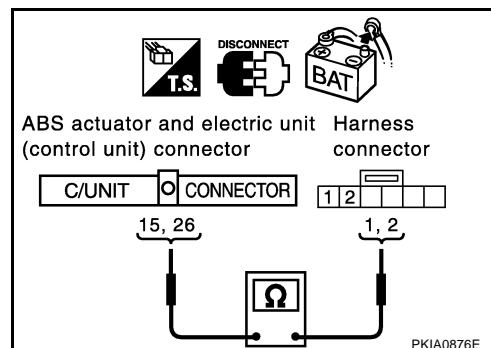 DISCONNECT
T.S.
BAT
ABS actuator and electric unit
(control unit) connector
Harness
connector
C/UNIT
CONNECTOR
1 2
15, 26
1, 2
Ω
PKIA0876E